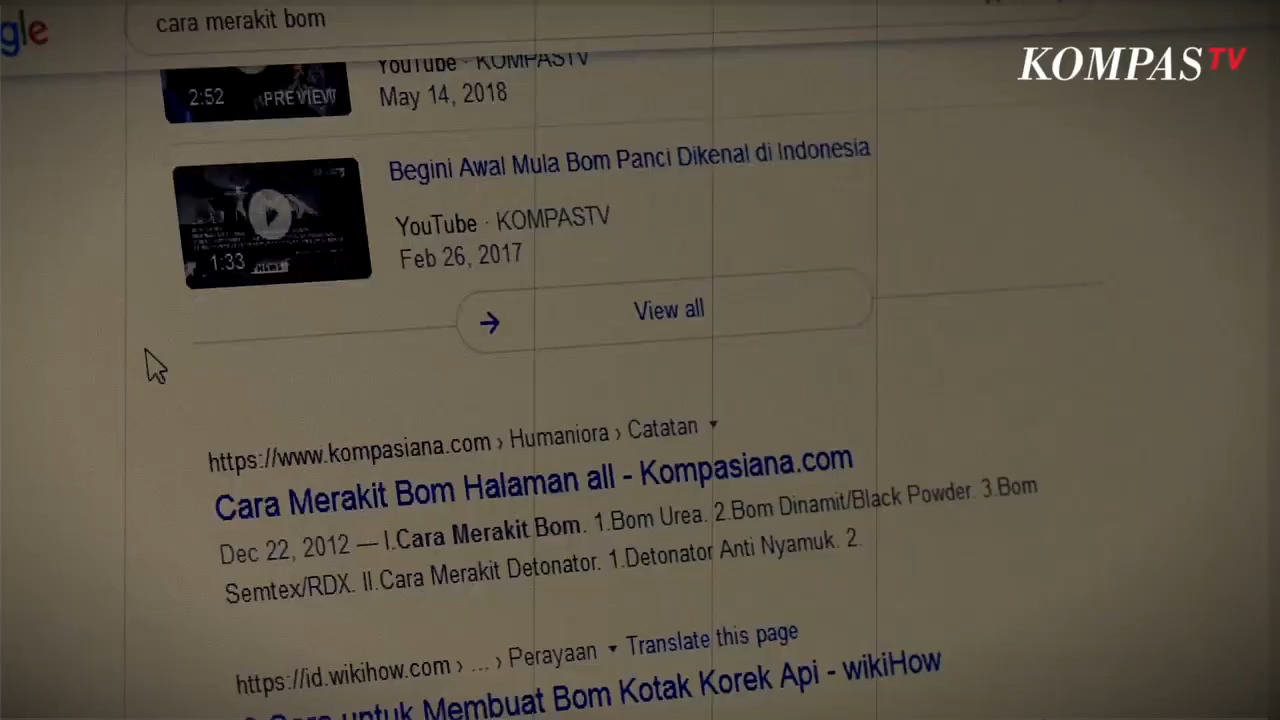 gle
cara merakit bom
KOMPAS TV
2:52
PREVIEW
YouTube · KOMPASTV
May 14, 2018
Begini Awal Mula Bom Panci Dikenal di Indonesia
YouTube · KOMPASTV
Feb 26, 2017
1:33
View all
https://www.kompasiana.com › Humaniora › Catatan
Cara Merakit Bom Halaman all - Kompasiana.com
Dec 22, 2012 — I.Cara Merakit Bom. 1.Bom Urea. 2.Bom Dinamit/Black Powder. 3.Bom
Semtex/RDX. II.Cara Merakit Detonator. 1.Detonator Anti Nyamuk. 2.
https://id.wikihow.com › ... › Perayaan
Translate this page
Cara untuk Membuat Bom Kotak Korek Api - wikiHow